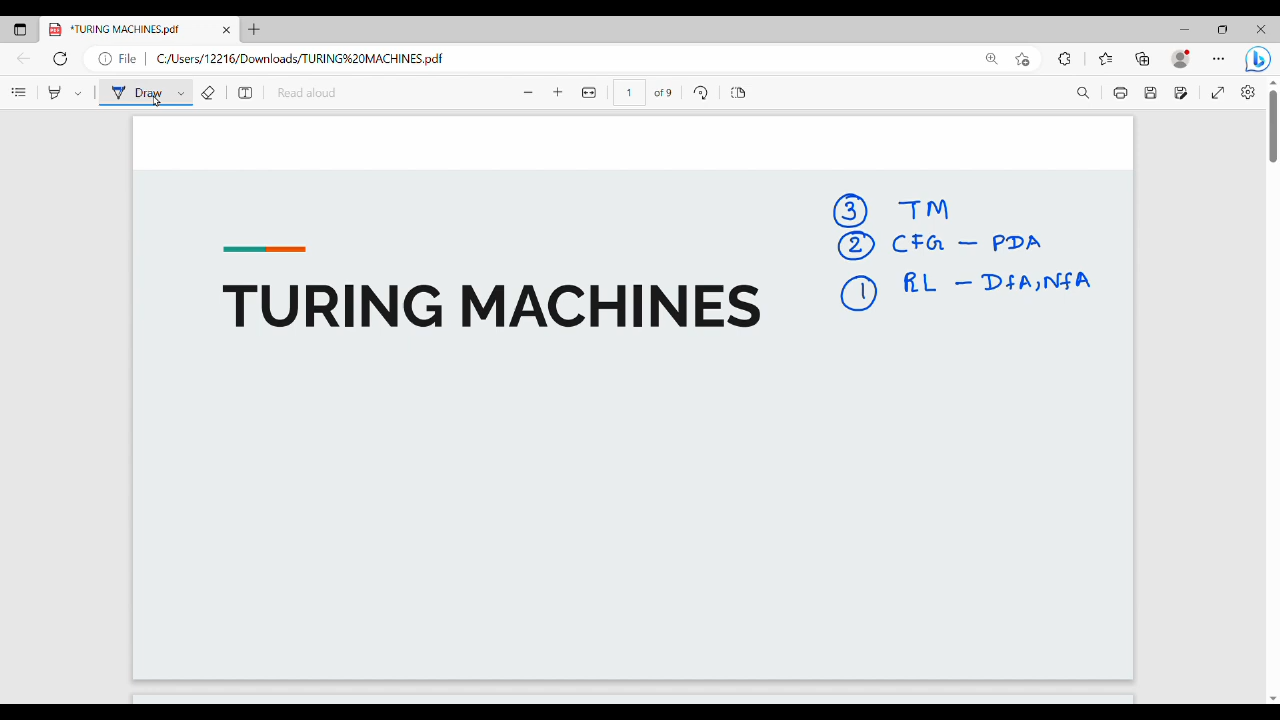 *TURING MACHINES.pdf
File C:/Users/12216/Downloads/TURING%20MACHINES.pdf
Draw Read aloud 1 of 9
3 TM
2 CFG - PDA
1 RL - DfA, NfA
TURING MACHINES